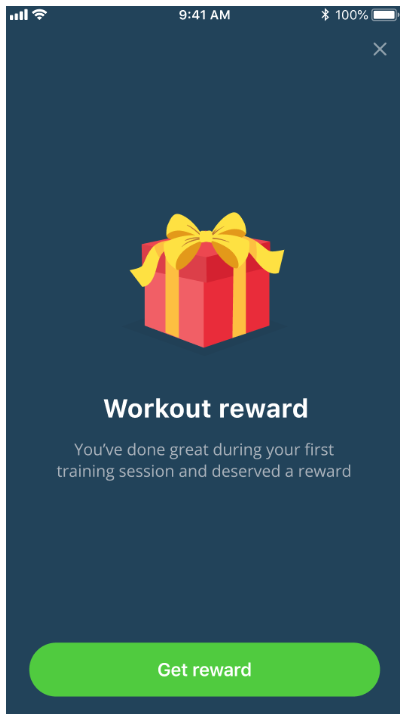 9:41 AM
100%
Workout reward
You’ve done great during your first
training session and deserved a reward
Get reward